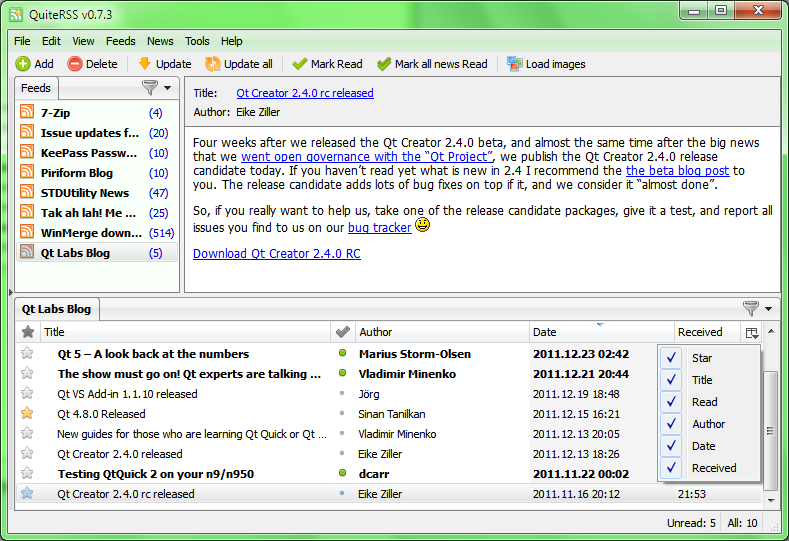 QuiteRSS v0.7.3
File Edit View Feeds News Tools Help
Add Delete Update Update all Mark Read Mark all news Read Load images
Feeds
7-Zip (4)
Issue updates f... (20)
KeePass Passw... (10)
Piriform Blog (10)
STDUtility News (47)
Tak ah lah! Me ... (25)
WinMerge down... (514)
Qt Labs Blog (5)
Title: Qt Creator 2.4.0 rc released
Author: Eike Ziller
Four weeks after we released the Qt Creator 2.4.0 beta, and almost the same time after the big news
that we went open governance with the “Qt Project”, we publish the Qt Creator 2.4.0 release
candidate today. If you haven’t read yet what is new in 2.4 I recommend the the beta blog post to
you. The release candidate adds lots of bug fixes on top if it, and we consider it “almost done”.
So, if you really want to help us, take one of the release candidate packages, give it a test, and report all
issues you find to us on our bug tracker
Download Qt Creator 2.4.0 RC
Qt Labs Blog
Title Author Date Received
Qt 5 – A look back at the numbers Marius Storm-Olsen 2011.12.23 02:42
The show must go on! Qt experts are talking ... Vladimir Minenko 2011.12.21 20:44
Qt VS Add-in 1.1.10 released Jörg 2011.12.19 18:48
Qt 4.8.0 Released Sinan Tanilkan 2011.12.15 16:21
New guides for those who are learning Qt Quick or Qt ... Vladimir Minenko 2011.12.13 20:05
Qt Creator 2.4.0 released Eike Ziller 2011.12.13 18:26
Testing QtQuick 2 on your n9/n950 dcarr 2011.11.22 00:02
Qt Creator 2.4.0 rc released Eike Ziller 2011.11.16 20:12 21:53
Star
Title
Read
Author
Date
Received
Unread: 5 All: 10